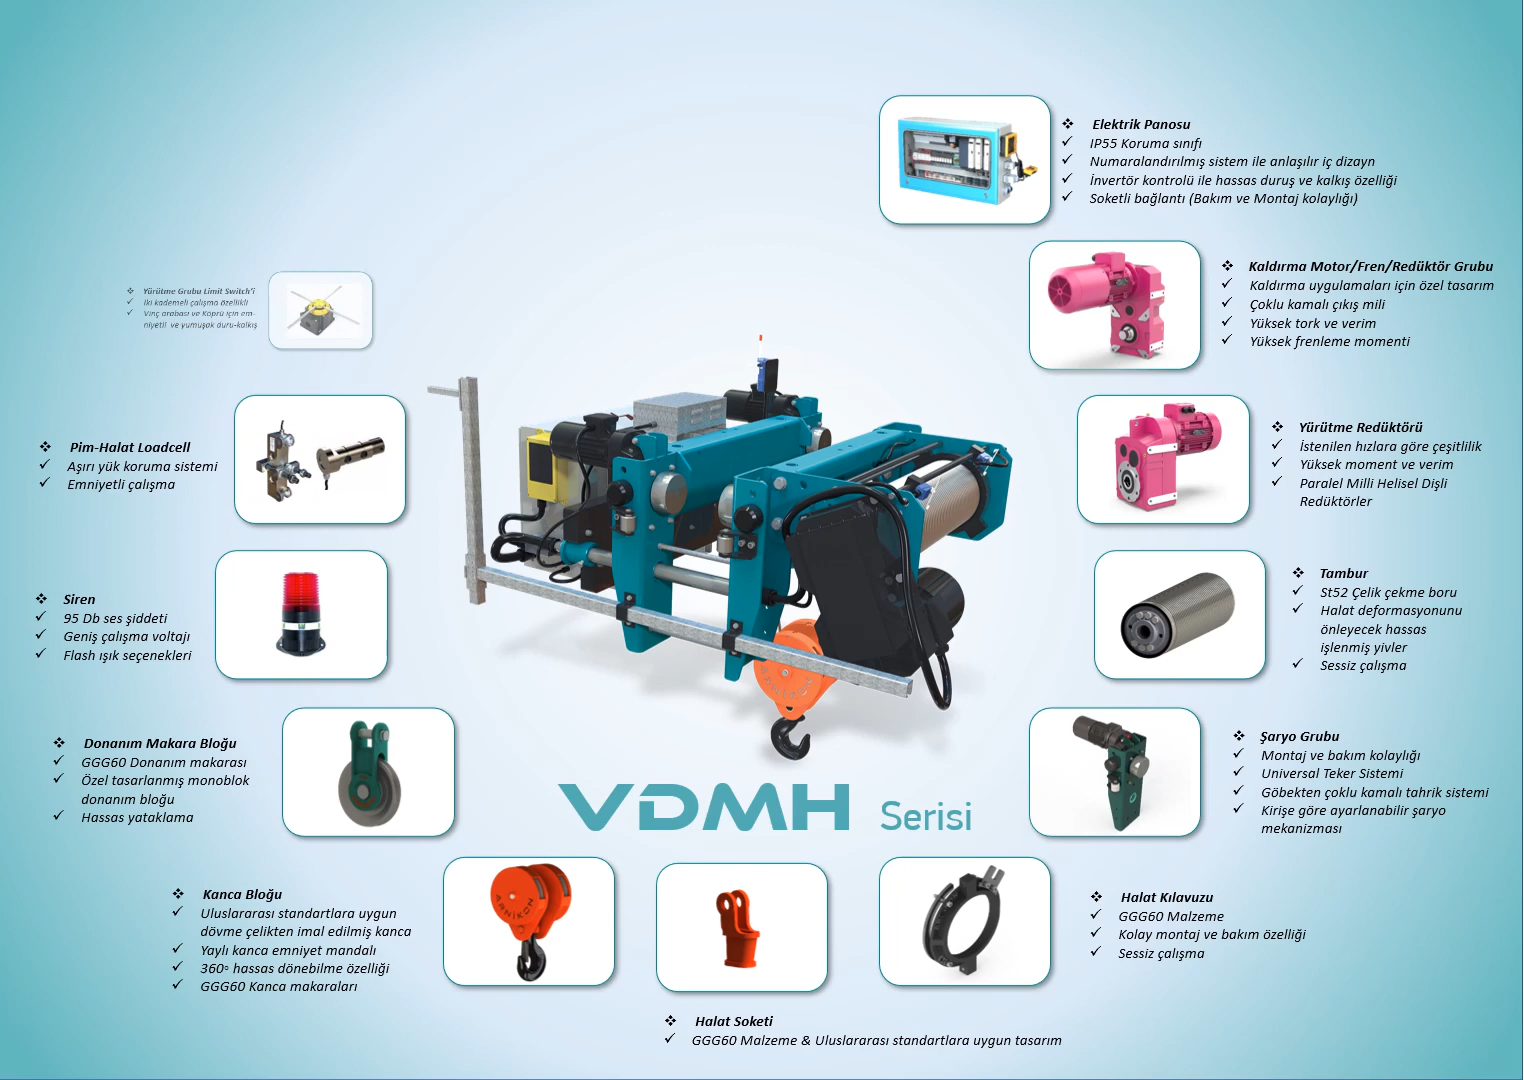 ❖ Elektrik Panosu
✓ IP55 Koruma sınıfı
✓ Numaralandırılmış sistem ile anlaşılır iç dizayn
✓ İnvertör kontrolü ile hassas duruş ve kalkış özelliği
✓ Soketli bağlantı (Bakım ve Montaj kolaylığı)
❖ Kaldırma Motor/Fren/Redüktör Grubu
✓ Kaldırma uygulamaları için özel tasarım
✓ Çoklu kamalı çıkış mili
✓ Yüksek tork ve verim
✓ Yüksek frenleme momenti
❖ Yürütme Grubu Limit Switch'i
✓ İki kademeli çalışma özellikli
✓ Vinç arabası ve Köprü için em-
niyetli ve yumuşak duru-kalkış
❖ Pim-Halat Loadcell
✓ Aşırı yük koruma sistemi
✓ Emniyetli çalışma
❖ Yürütme Redüktörü
✓ İstenilen hızlara göre çeşitlilik
✓ Yüksek moment ve verim
✓ Paralel Milli Helisel Dişli
Redüktörler
❖ Siren
✓ 95 Db ses şiddeti
✓ Geniş çalışma voltajı
✓ Flash ışık seçenekleri
❖ Tambur
✓ St52 Çelik çekme boru
✓ Halat deformasyonunu
önleyecek hassas
işlenmiş yivler
✓ Sessiz çalışma
❖ Donanım Makara Bloğu
✓ GGG60 Donanım makarası
✓ Özel tasarlanmış monoblok
donanım bloğu
✓ Hassas yataklama
❖ Şaryo Grubu
✓ Montaj ve bakım kolaylığı
✓ Universal Teker Sistemi
✓ Göbekten çoklu kamalı tahrik sistemi
✓ Kirişe göre ayarlanabilir şaryo
mekanizması
VDMH Serisi
❖ Kanca Bloğu
✓ Uluslararası standartlara uygun
dövme çelikten imal edilmiş kanca
✓ Yaylı kanca emniyet mandalı
✓ 360◦ hassas dönebilme özelliği
✓ GGG60 Kanca makaraları
ARNİKON
❖ Halat Kılavuzu
✓ GGG60 Malzeme
✓ Kolay montaj ve bakım özelliği
✓ Sessiz çalışma
❖ Halat Soketi
✓ GGG60 Malzeme & Uluslararası standartlara uygun tasarım